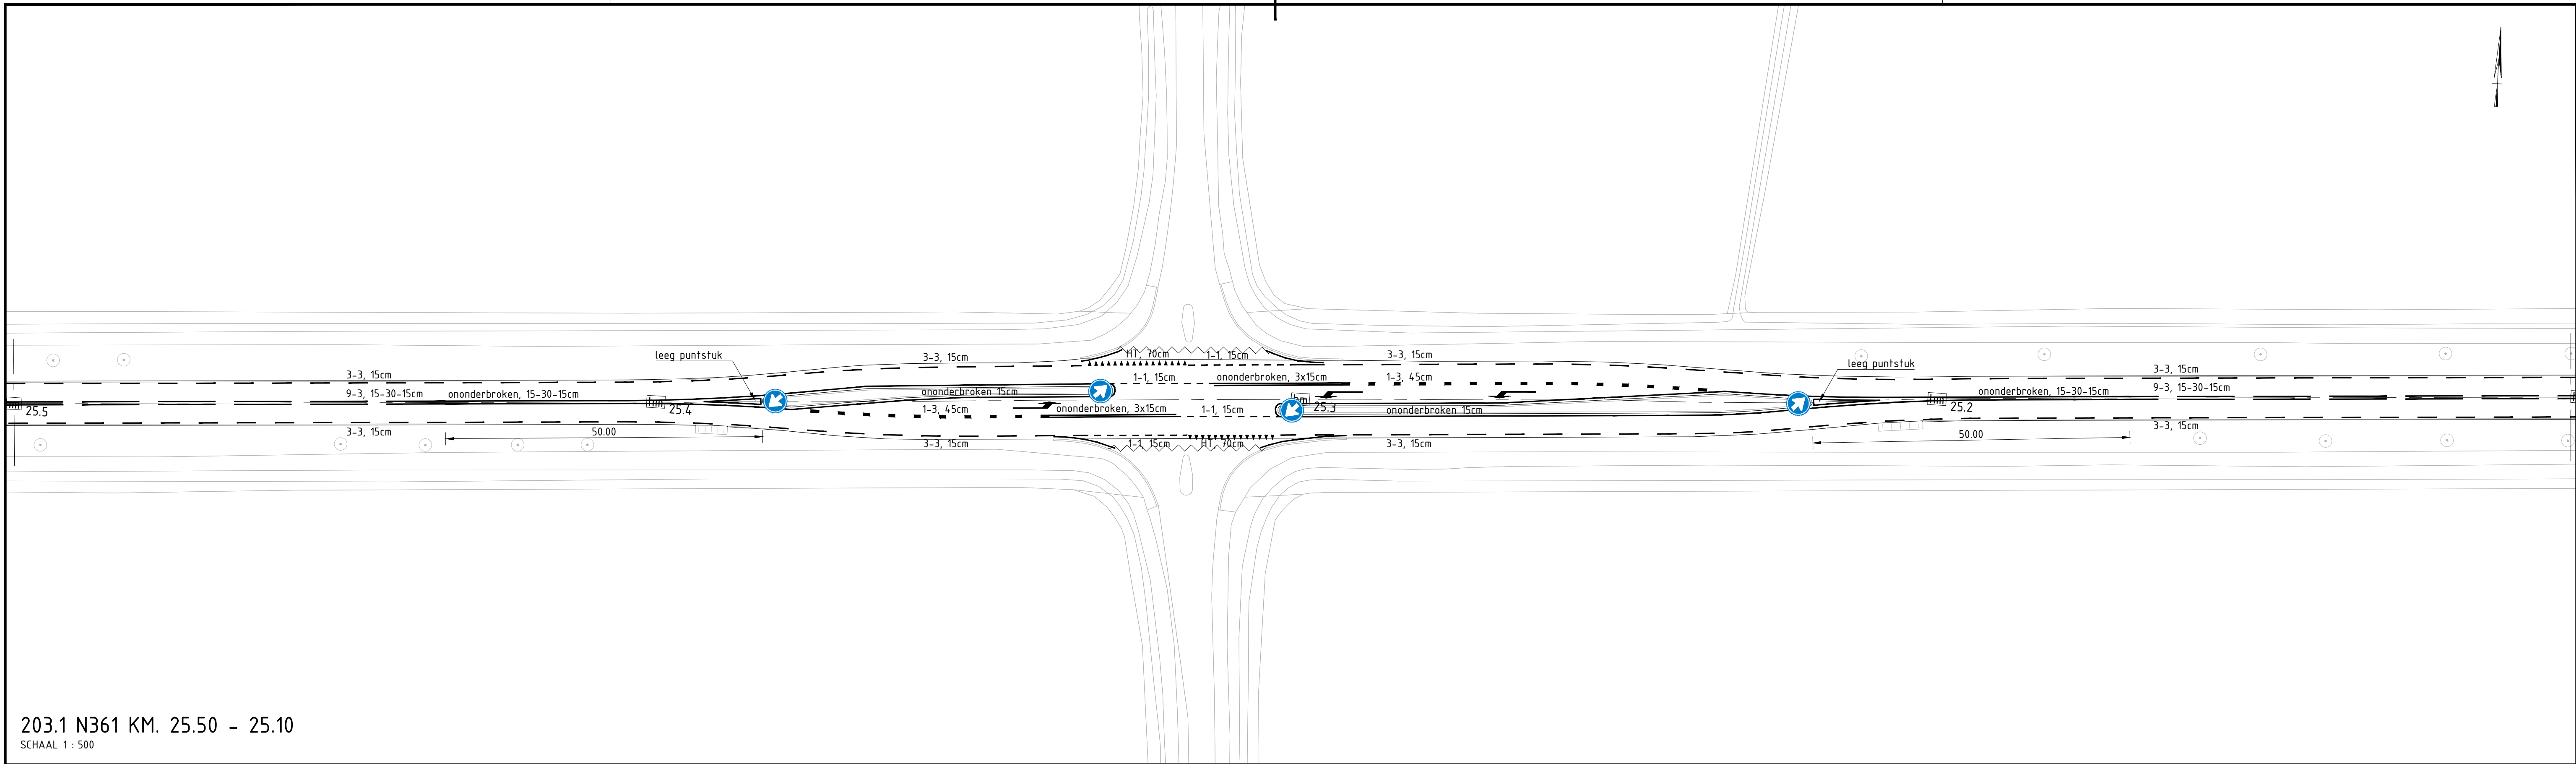 leeg puntstuk
3-3, 15cm
HT, 70cm
1-1, 15cm
3-3, 15cm
leeg puntstuk
3-3, 15cm
1-1, 15cm
ononderbroken, 3x15cm
1-3, 45cm
3-3, 15cm
9-3, 15-30-15cm
ononderbroken, 15-30-15cm
ononderbroken 15cm
ononderbroken, 15-30-15cm
9-3, 15-30-15cm
hm
25.5
hm
25.4
1-3, 45cm
ononderbroken, 3x15cm
1-1, 15cm
hm
25.3
ononderbroken 15cm
hm
25.2
3-3, 15cm
50.00
3-3, 15cm
1-1, 15cm
HT, 70cm
3-3, 15cm
50.00
3-3, 15cm
203.1 N361 KM. 25.50 - 25.10
SCHAAL 1 : 500